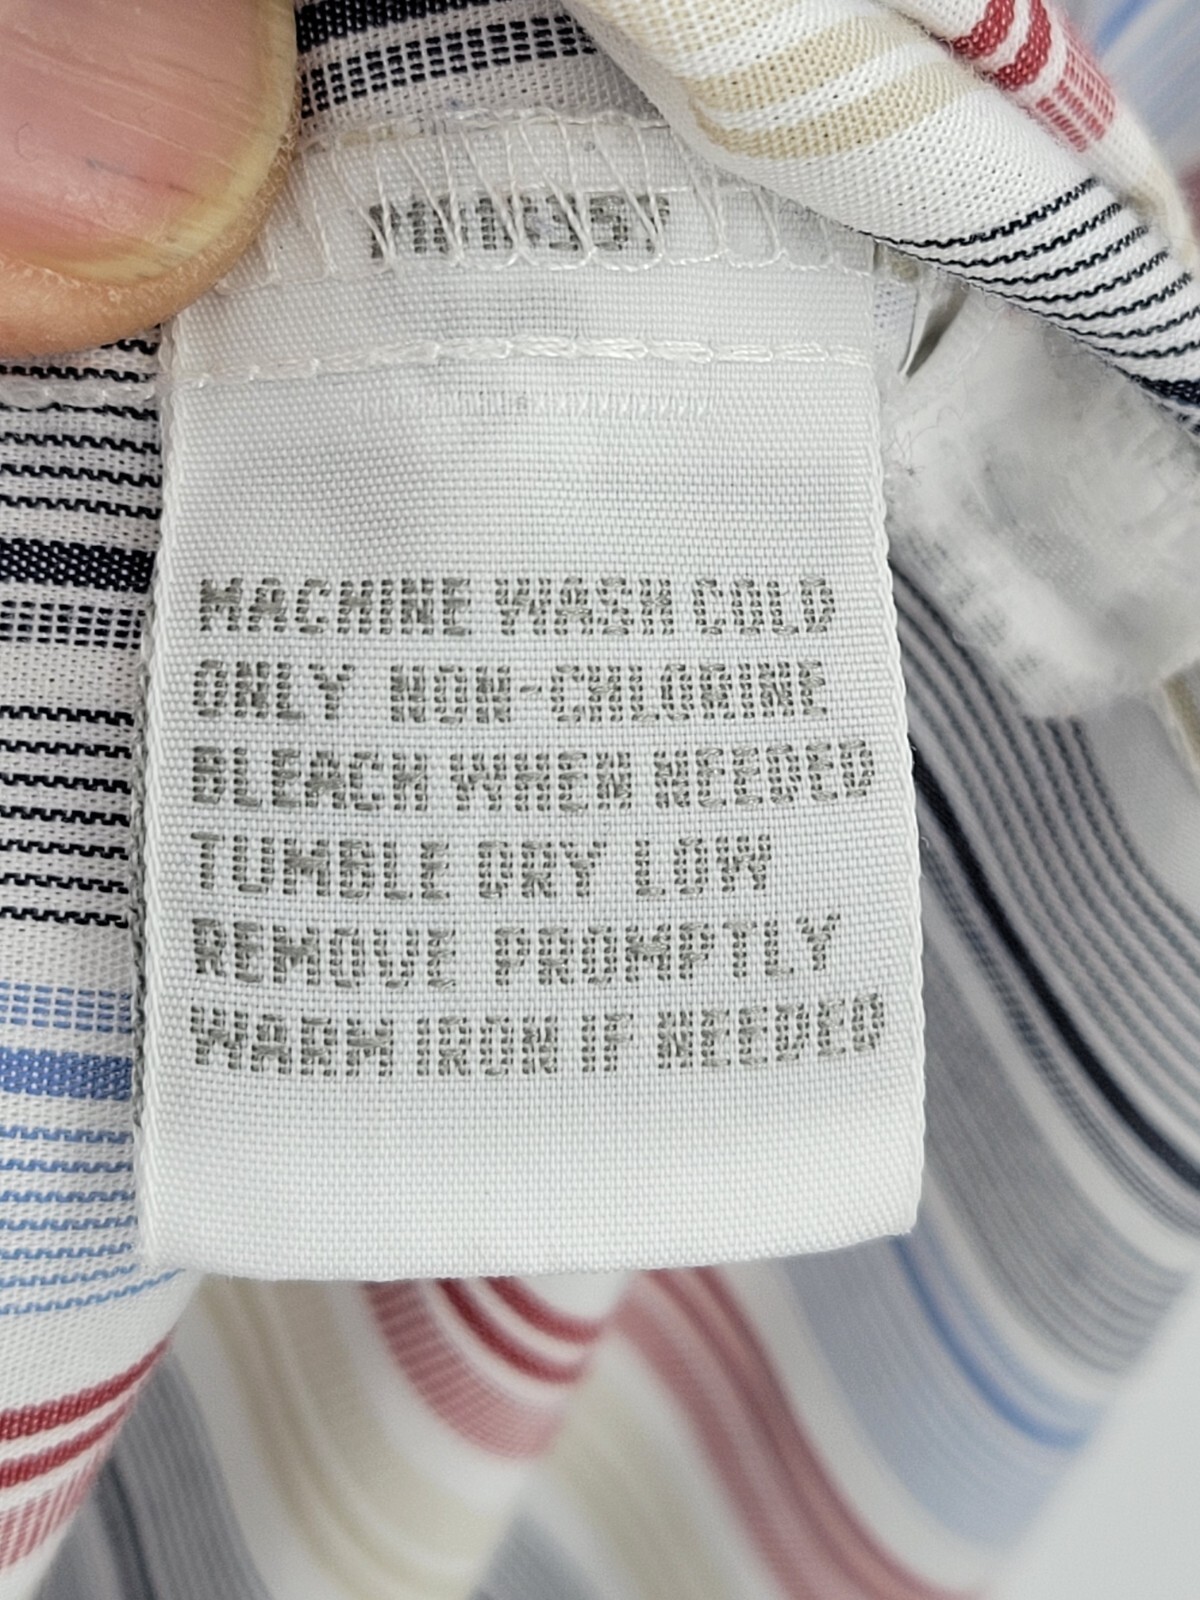 MACHINE WASH COLD
ONLY NON-CHLORINE
BLEACH WHEN NEEDED
TUMBLE DRY LOW
REMOVE PROMPTLY
WARM IRON IF NEEDED